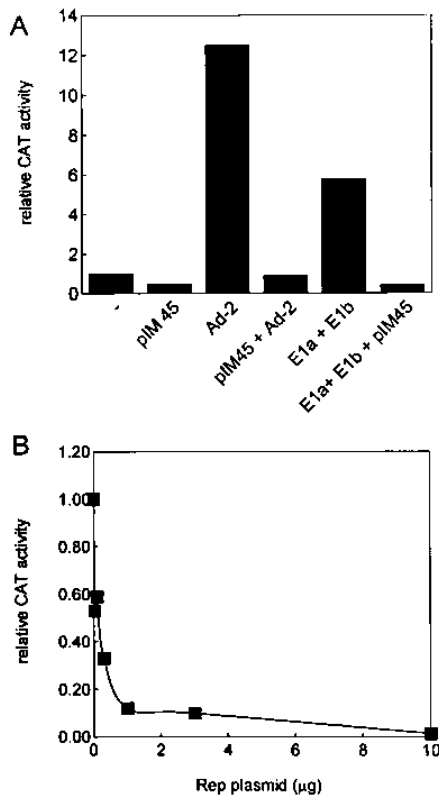 A
14
12
10
8
6
4
2
0
relative CAT activity
-
pIM 45
Ad-2
pIM45 + Ad-2
E1a + E1b
E1a+ E1b + pIM45
B
1.20
1.00
0.80
0.60
0.40
0.20
0.00
relative CAT activity
0 2 4 6 8 10
Rep plasmid (µg)